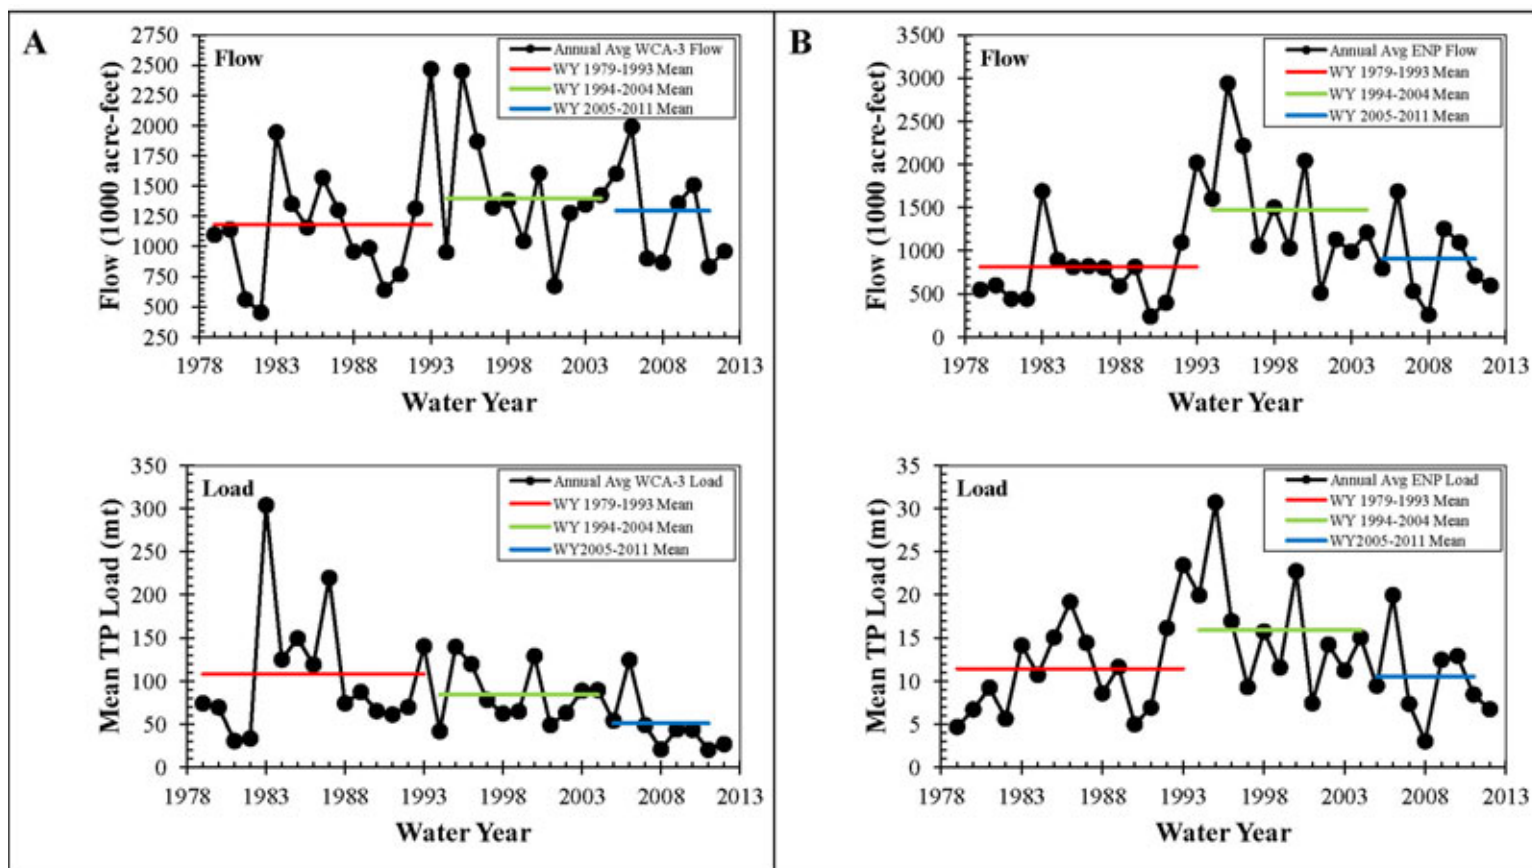 A
Flow
Annual Avg WCA-3 Flow
WY 1979-1993 Mean
WY 1994-2004 Mean
WY 2005-2011 Mean
Flow (1000 acre-feet)
2750
2500
2250
2000
1750
1500
1250
1000
750
500
250
1978 1983 1988 1993 1998 2003 2008 2013
Water Year
Load
Annual Avg WCA-3 Load
WY 1979-1993 Mean
WY 1994-2004 Mean
WY2005-2011 Mean
Mean TP Load (mt)
350
300
250
200
150
100
50
0
1978 1983 1988 1993 1998 2003 2008 2013
Water Year
B
Flow
Annual Avg ENP Flow
WY 1979-1993 Mean
WY 1994-2004 Mean
WY 2005-2011 Mean
Flow (1000 acre-feet)
3500
3000
2500
2000
1500
1000
500
0
1978 1983 1988 1993 1998 2003 2008 2013
Water Year
Load
Annual Avg ENP Load
WY 1979-1993 Mean
WY 1994-2004 Mean
WY2005-2011 Mean
Mean TP Load (mt)
35
30
25
20
15
10
5
0
1978 1983 1988 1993 1998 2003 2008 2013
Water Year